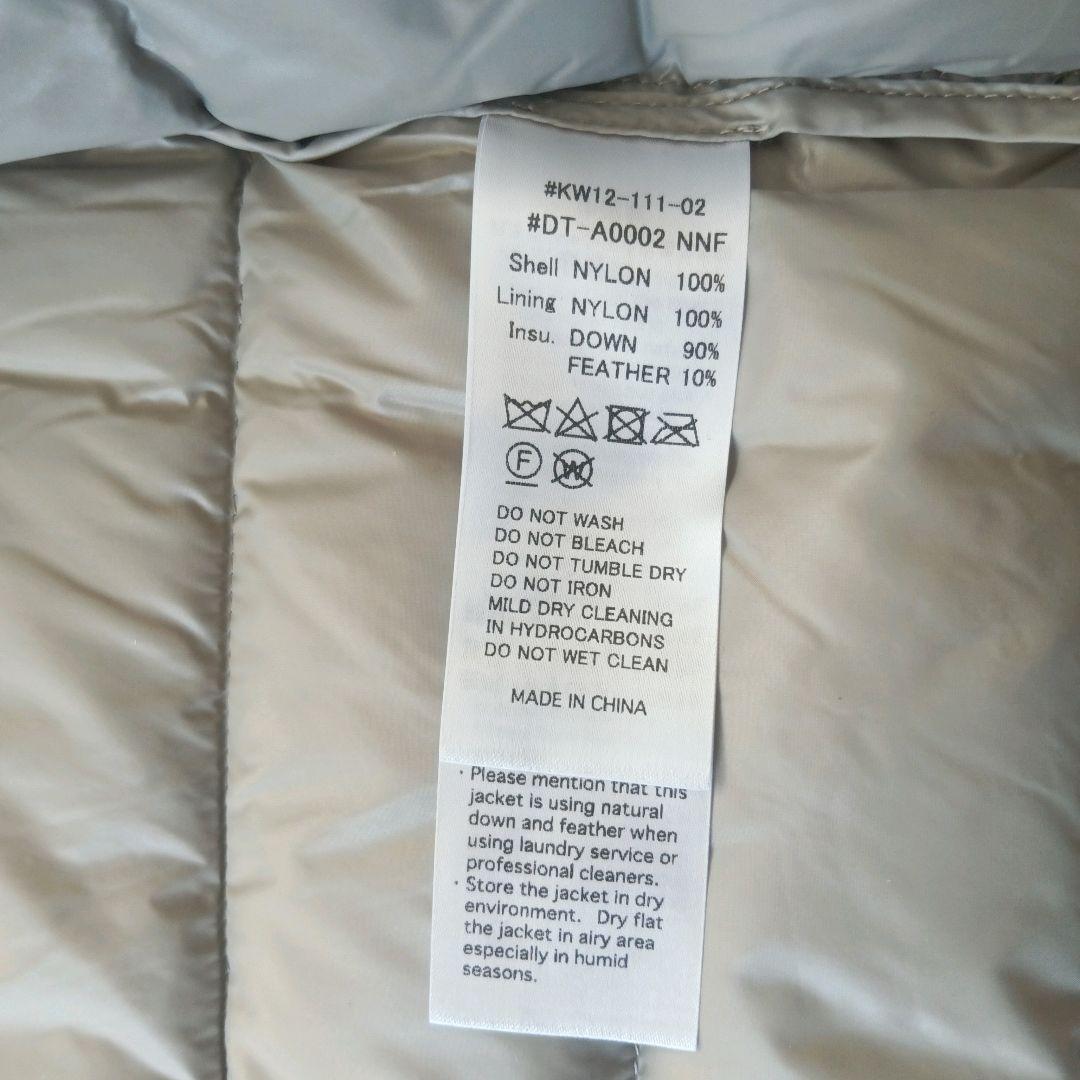 #KW12-111-02
#DT-A0002 NNF
Shell NYLON 100%
Lining NYLON 100%
Insu. DOWN 90%
FEATHER 10%
F W
DO NOT WASH
DO NOT BLEACH
DO NOT TUMBLE DRY
DO NOT IRON
MILD DRY CLEANING
IN HYDROCARBONS
DO NOT WET CLEAN
MADE IN CHINA
・Please mention that this
jacket is using natural
down and feather when
using laundry service or
professional cleaners.
・Store the jacket in dry
environment. Dry flat
the jacket in airy area
especially in humid
seasons.